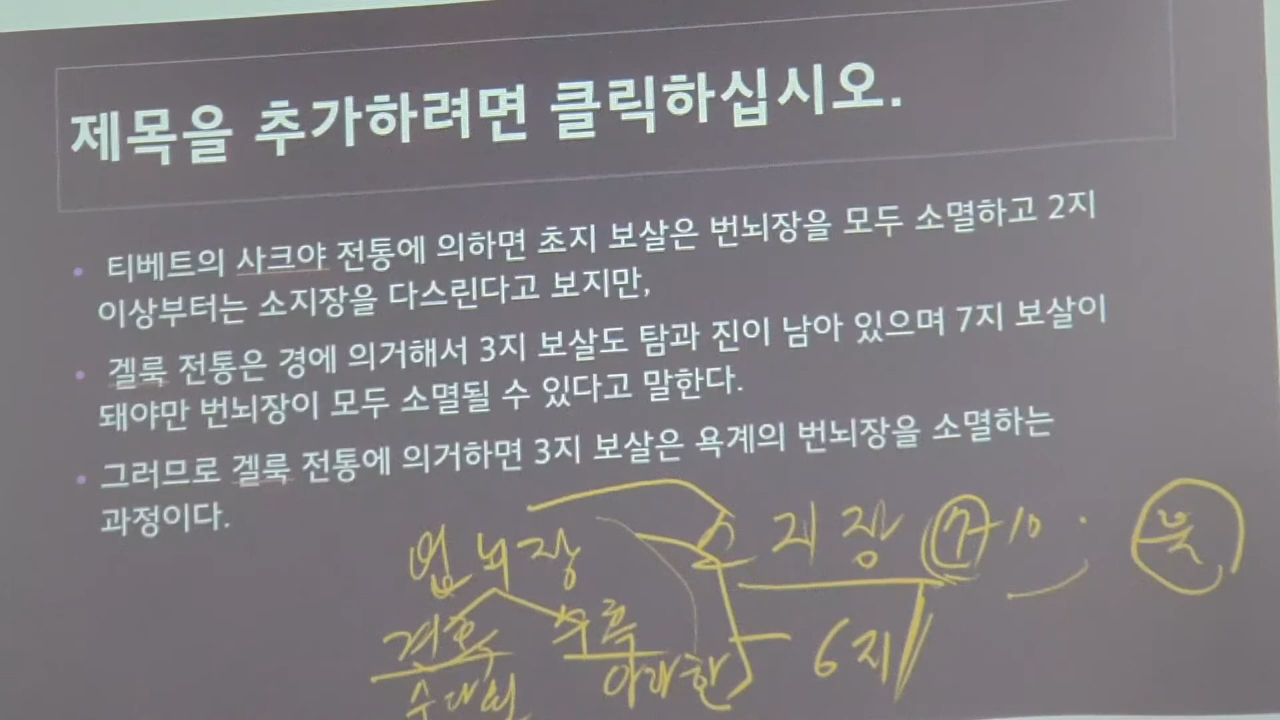 제목을 추가하려면 클릭하십시오.
• 티베트의 사크야 전통에 의하면 초지 보살은 번뇌장을 모두 소멸하고 2지
이상부터는 소지장을 다스린다고 보지만,
• 겔룩 전통은 경에 의거해서 3지 보살도 탐과 진이 남아 있으며 7지 보살이
돼야만 번뇌장이 모두 소멸될 수 있다고 말한다.
• 그러므로 겔룩 전통에 의거하면 3지 보살은 욕계의 번뇌장을 소멸하는
과정이다.
소지장 7-10
뇌장
6지
아라한